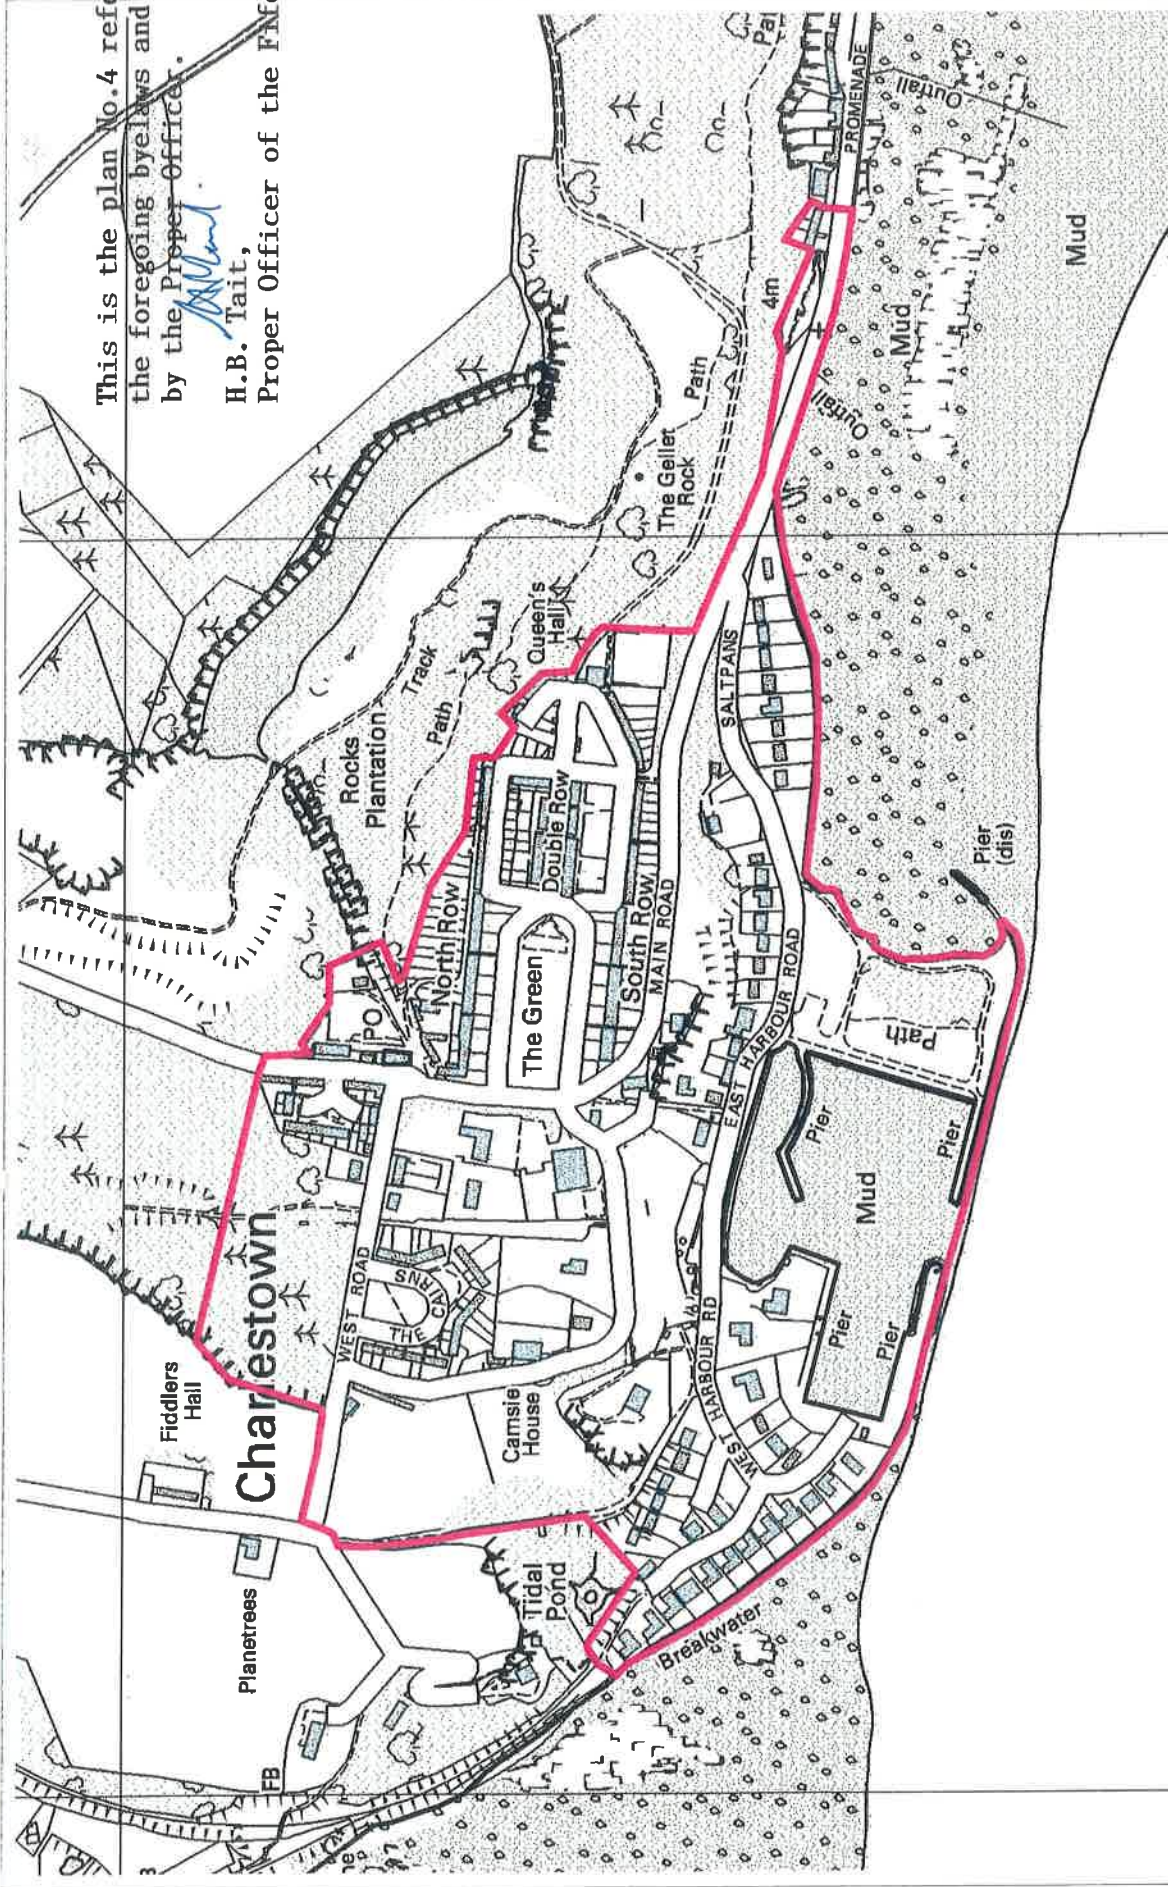 This is the plan No.4 refe
the foregoing byelaws and
by the Proper Officer.
H.B. Tait,
Proper Officer of the Fife
Charlestown
Fiddlers
Hall
Planetrees
FB
Tidal
Pond
Breakwater
Camsie
House
WEST ROAD
THE CAIRNS
WEST HARBOUR RD
EAST HARBOUR ROAD
Pier
Pier
Pier
Pier
Mud
Path
Pier
(dis)
PO
North Row
The Green
Double Row
South Row
MAIN ROAD
SALTPANS
Queen's
Hall
Rocks
Plantation
Track
Path
The Gellet
Rock
Path
4m
Outfall
Mud
Mud
Outfall
PROMENADE